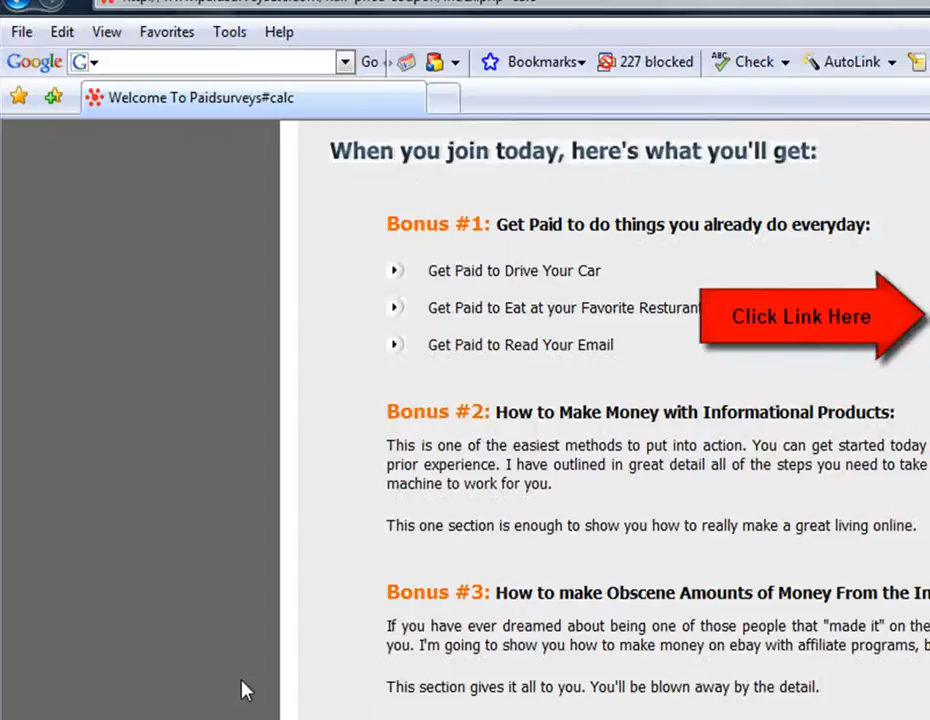 File Edit View Favorites Tools Help
Google G Go Bookmarks 227 blocked ABC Check AutoLink
Welcome To Paidsurveys#calc
When you join today, here's what you'll get:
Bonus #1: Get Paid to do things you already do everyday:
Get Paid to Drive Your Car
Get Paid to Eat at your Favorite Resturant
Click Link Here
Get Paid to Read Your Email
Bonus #2: How to Make Money with Informational Products:
This is one of the easiest methods to put into action. You can get started today
prior experience. I have outlined in great detail all of the steps you need to take
machine to work for you.
This one section is enough to show you how to really make a great living online.
Bonus #3: How to make Obscene Amounts of Money From the
If you have ever dreamed about being one of those people that "made it" on the
you. I'm going to show you how to make money on ebay with affiliate programs,
This section gives it all to you. You'll be blown away by the detail.